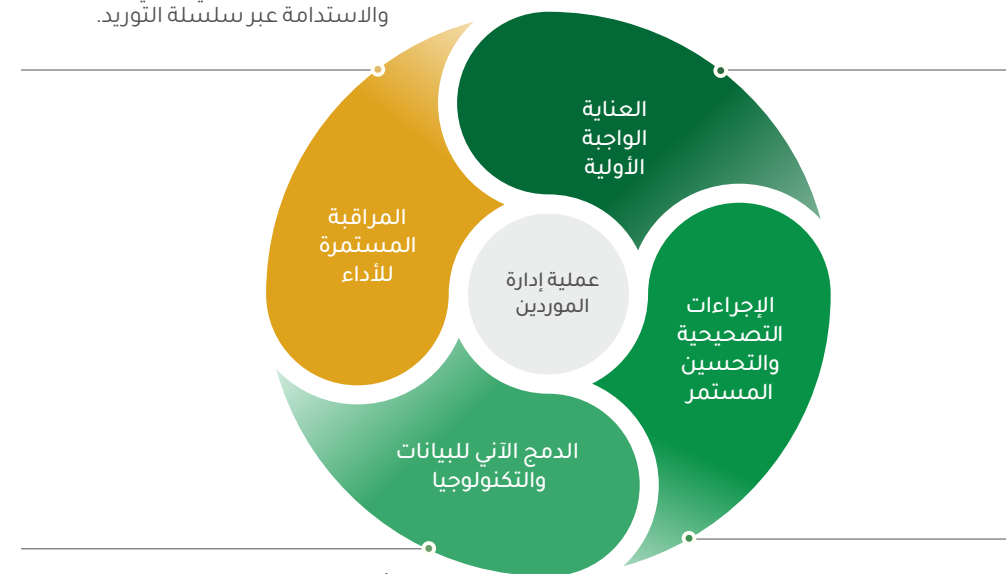 والاستدامة عبر سلسلة التوريد.
العناية
الواجبة
الأولية
المراقبة
المستمرة
للأداء
عملية إدارة
الموردين
الإجراءات
التصحيحية
والتحسين
المستمر
الدمج الآني للبيانات
والتكنولوجيا